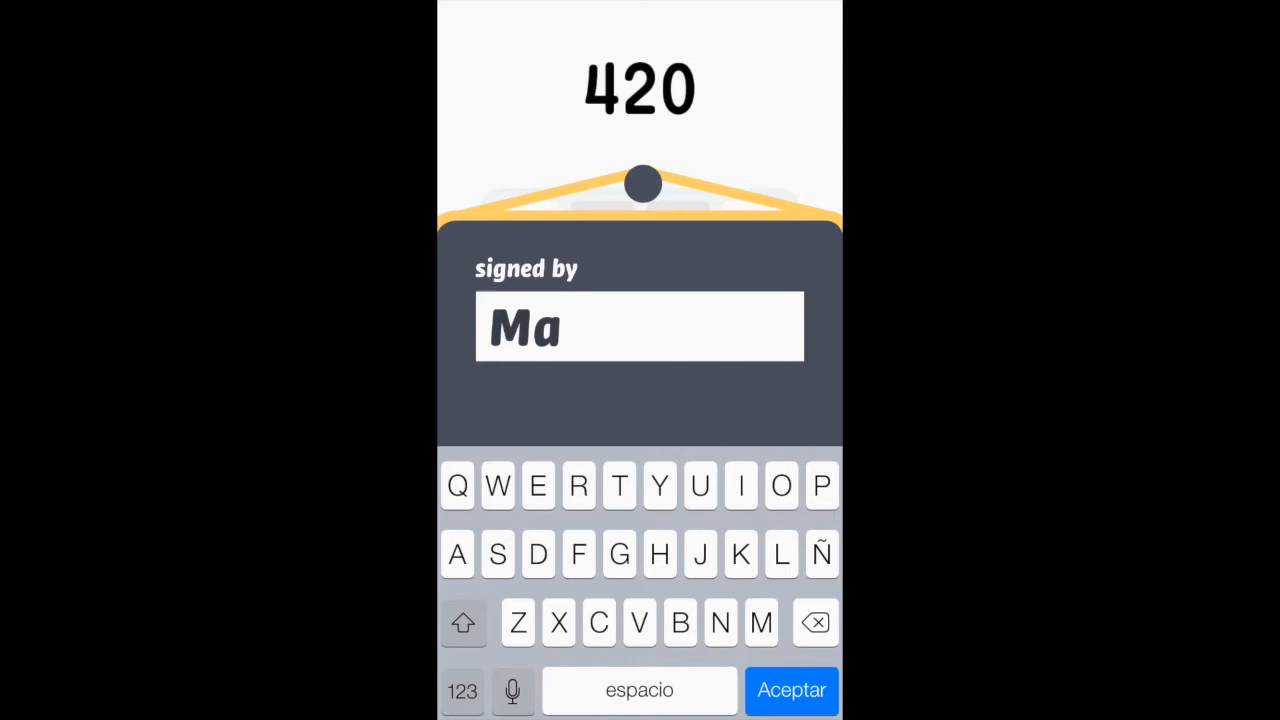 420
signed by
Ma
Q W E R T Y U I O P
A S D F G H J K L Ñ
Z X C V B N M
123 espacio Aceptar